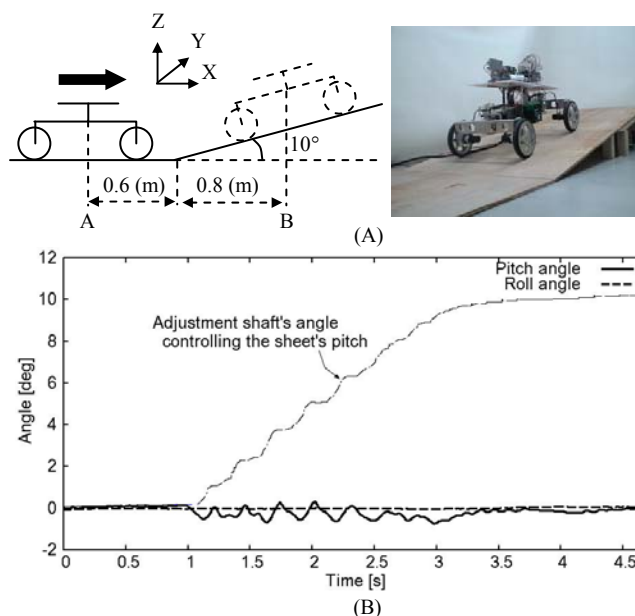 Z
Y
X
10°
0.6 (m)
0.8 (m)
A
B
(A)
12
10
8
6
4
2
0
-2
Angle [deg]
Pitch angle
Roll angle
Adjustment shaft's angle
controlling the sheet's pitch
0
0.5
1
1.5
2
2.5
3
3.5
4
4.5
Time [s]
(B)